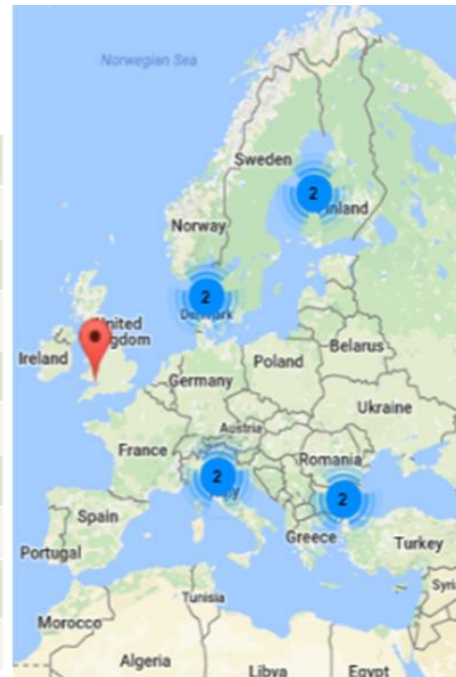 Norwegian Sea
Sweden
2
inland
Norway
2
United
Kingdom
Ireland
Belarus
Poland
Germany
Ukraine
Austria
France
Romania
2
2
Spain
Greece
Turkey
Portugal
Syria
Tunisia
Morocco
Algeria
Libya
Egypt